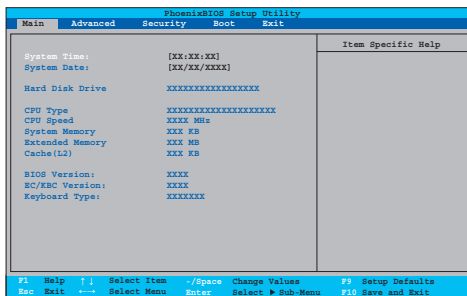 PhoenixBIOS Setup Utility
Main Advanced Security Boot Exit
Item Specific Help
System Time: [XX:XX:XX]
System Date: [XX/XX/XXXX]
Hard Disk Drive XXXXXXXXXXXXXXXXX
CPU Type XXXXXXXXXXXXXXXXXXXX
CPU Speed XXXX MHz
System Memory XXX KB
Extended Memory XXX MB
Cache(L2) XXX KB
BIOS Version: XXXX
EC/KBC Version: XXXX
Keyboard Type: XXXXXXX
F1 Help ↑↓ Select Item -/Space Change Values F9 Setup Defaults
Esc Exit ←→ Select Menu Enter Select ▶ Sub-Menu F10 Save and Exit